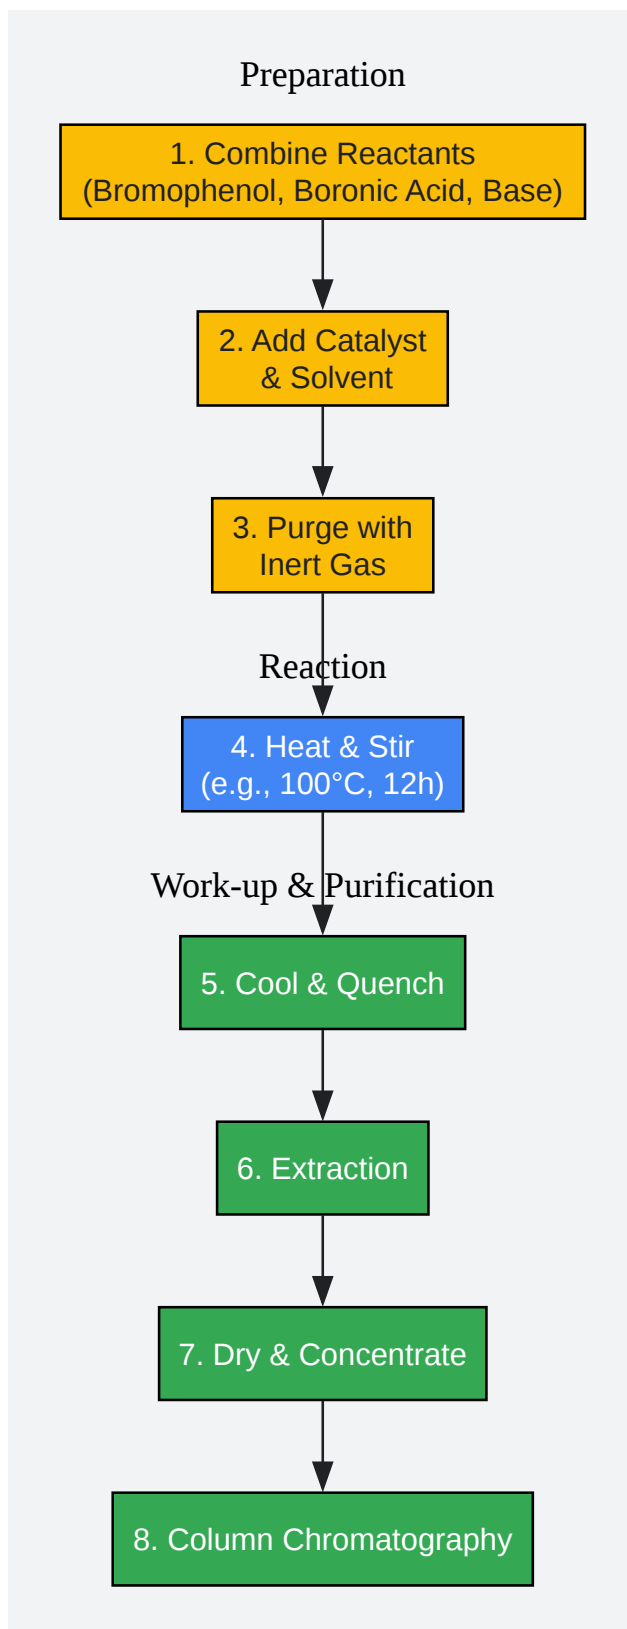 Preparation
1. Combine Reactants
(Bromophenol, Boronic Acid, Base)
2. Add Catalyst
& Solvent
3. Purge with
Inert Gas
Reaction
4. Heat & Stir
(e.g., 100°C, 12h)
Work-up & Purification
5. Cool & Quench
6. Extraction
7. Dry & Concentrate
8. Column Chromatography